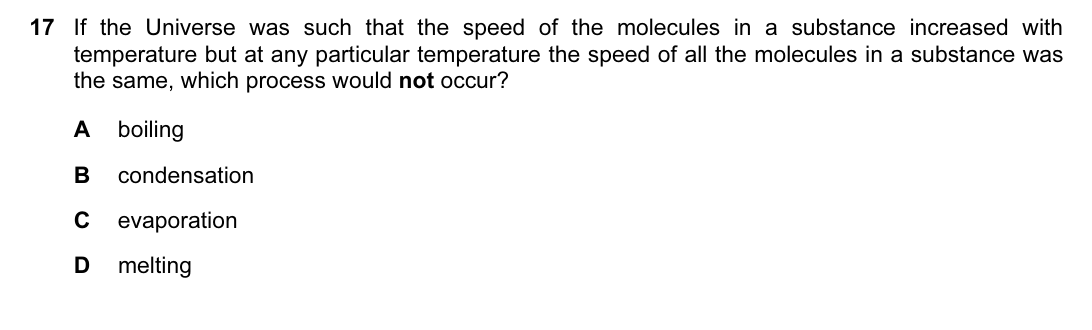 17 If the Universe was such that the speed of the molecules in a substance increased with
temperature but at any particular temperature the speed of all the molecules in a substance was
the same, which process would not occur?
A boiling
B condensation
C evaporation
D melting